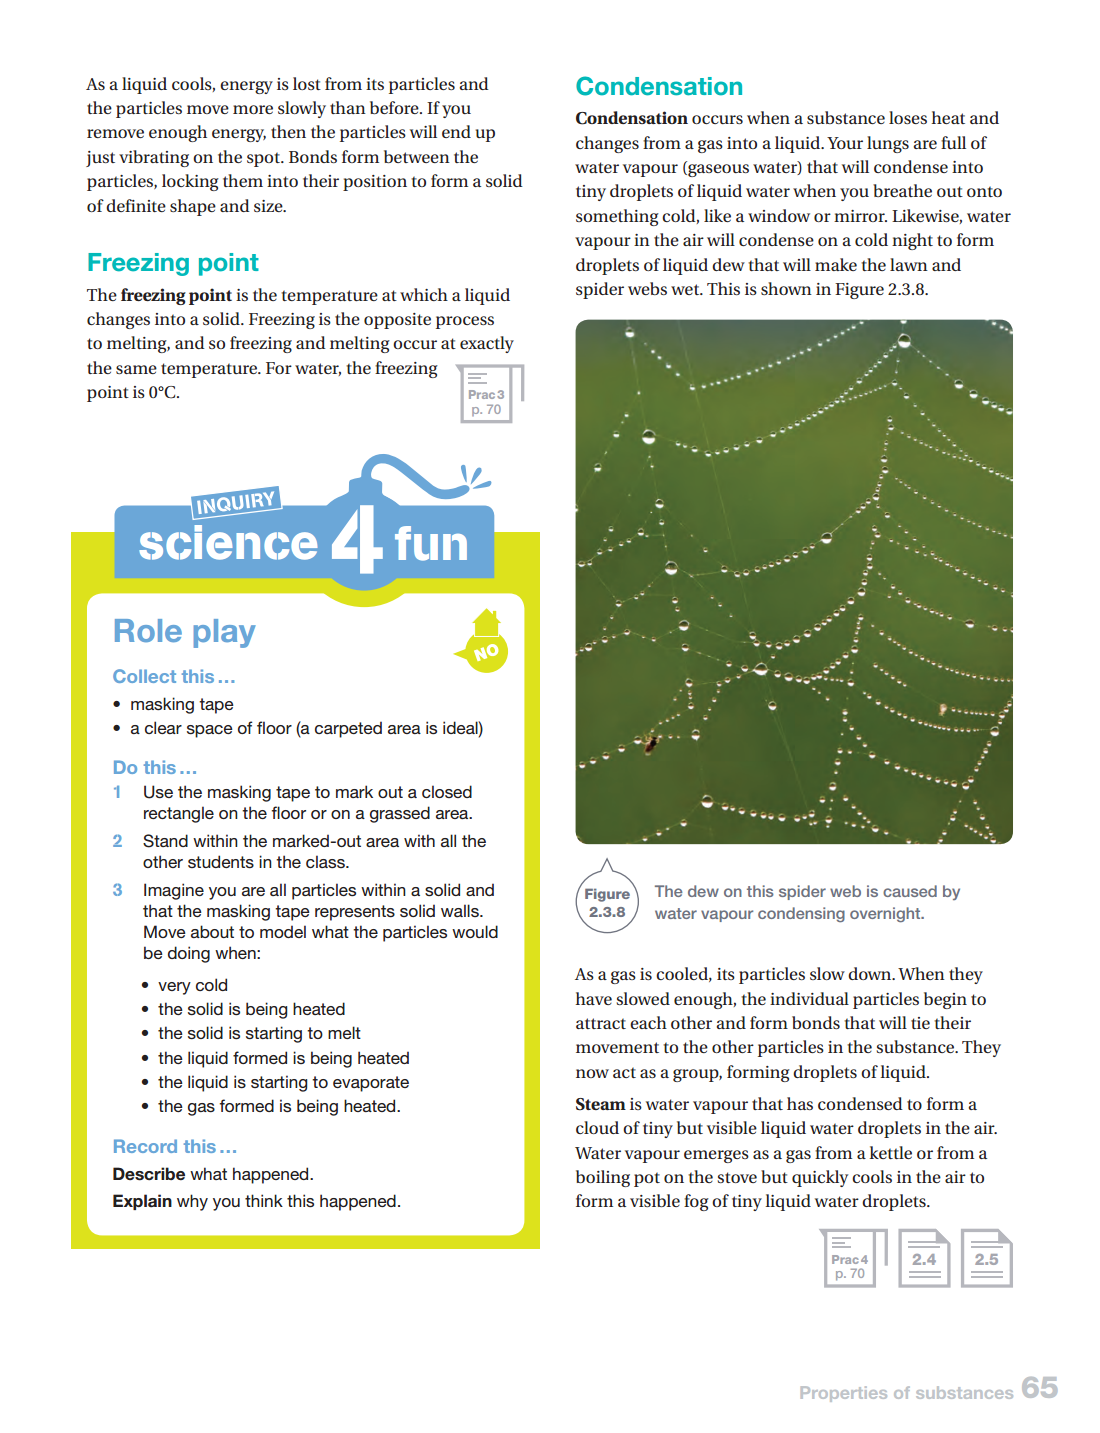 As a liquid cools, energy is lost from its particles and
the particles move more slowly than before. If you
remove enough energy, then the particles will end up
just vibrating on the spot. Bonds form between the
particles, locking them into their position to form a solid
of definite shape and size.
Freezing point
The freezing point is the temperature at which a liquid
changes into a solid. Freezing is the opposite process
to melting, and so freezing and melting occur at exactly
the same temperature. For water, the freezing
point is 0°C.
Prac 3
p. 70
INQUIRY
science 4 fun
Role play
NO
Collect this ...
• masking tape
• a clear space of floor (a carpeted area is ideal)
Do this ...
1 Use the masking tape to mark out a closed
rectangle on the floor or on a grassed area.
2 Stand within the marked-out area with all the
other students in the class.
3 Imagine you are all particles within a solid and
that the masking tape represents solid walls.
Move about to model what the particles would
be doing when:
• very cold
• the solid is being heated
• the solid is starting to melt
• the liquid formed is being heated
• the liquid is starting to evaporate
• the gas formed is being heated.
Record this ...
Describe what happened.
Explain why you think this happened.
Condensation
Condensation occurs when a substance loses heat and
changes from a gas into a liquid. Your lungs are full of
water vapour (gaseous water) that will condense into
tiny droplets of liquid water when you breathe out onto
something cold, like a window or mirror. Likewise, water
vapour in the air will condense on a cold night to form
droplets of liquid dew that will make the lawn and
spider webs wet. This is shown in Figure 2.3.8.
Figure
2.3.8
The dew on this spider web is caused by
water vapour condensing overnight.
As a gas is cooled, its particles slow down. When they
have slowed enough, the individual particles begin to
attract each other and form bonds that will tie their
movement to the other particles in the substance. They
now act as a group, forming droplets of liquid.
Steam is water vapour that has condensed to form a
cloud of tiny but visible liquid water droplets in the air.
Water vapour emerges as a gas from a kettle or from a
boiling pot on the stove but quickly cools in the air to
form a visible fog of tiny liquid water droplets.
Prac 4
p. 70
2.4
2.5
Properties of substances 65